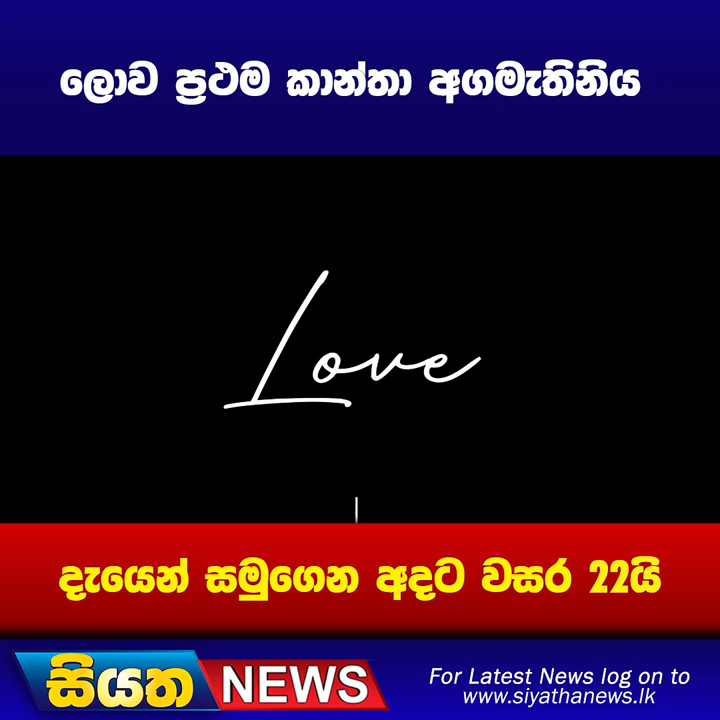 ලොව ප්‍රථම කාන්තා අගමැතිනිය
Love
දැයෙන් සමුගෙන අදට වසර 22යි
සියත NEWS
For Latest News log on to
www.siyathanews.lk